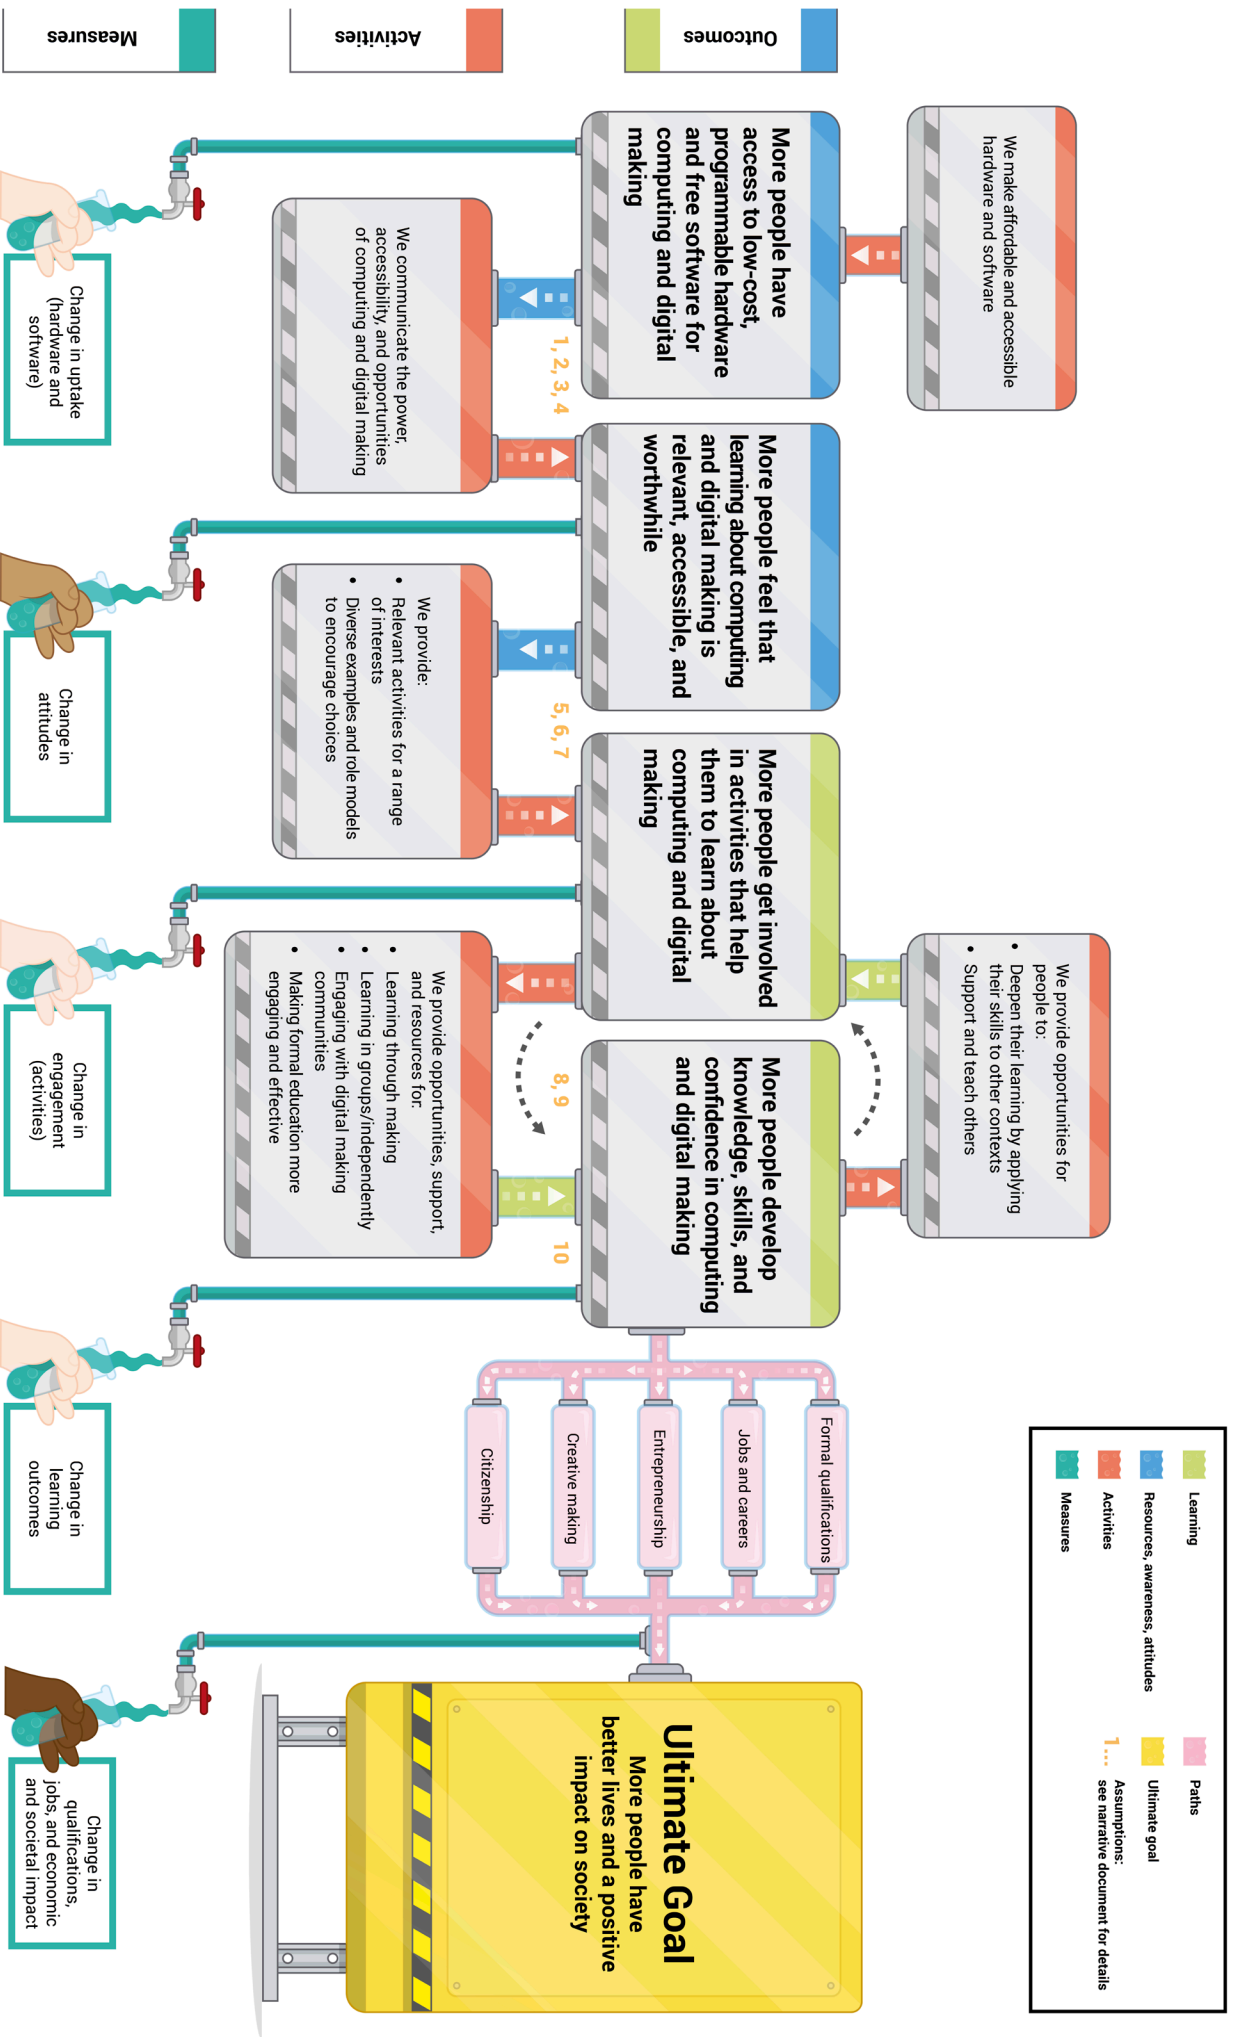 Outcomes
Activities
Measures
We make affordable and accessible
hardware and software
More people have
access to low-cost,
programmable hardware
and free software for
computing and digital
making
1, 2, 3, 4
We communicate the power,
accessibility, and opportunities
of computing and digital making
More people feel that
learning about computing
and digital making is
relevant, accessible, and
worthwhile
5, 6, 7
We provide:
• Relevant activities for a range
of interests
• Diverse examples and role models
to encourage choices
More people get involved
in activities that help
them to learn about
computing and digital
making
8, 9
We provide opportunities, support,
and resources for:
• Learning through making
• Learning in groups/independently
• Engaging with digital making
communities
• Making formal education more
engaging and effective
We provide opportunities for
people to:
• Deepen their learning by applying
their skills to other contexts
• Support and teach others
More people develop
knowledge, skills, and
confidence in computing
and digital making
10
Formal qualifications
Jobs and careers
Entrepreneurship
Creative making
Citizenship
Ultimate Goal
More people have
better lives and a positive
impact on society
Change in uptake
(hardware and
software)
Change in
attitudes
Change in
engagement
(activities)
Change in
learning
outcomes
Change in
qualifications,
jobs, and economic
and societal impact
Learning
Resources, awareness, attitudes
Activities
Measures
Paths
Ultimate goal
1... Assumptions:
see narrative document for details